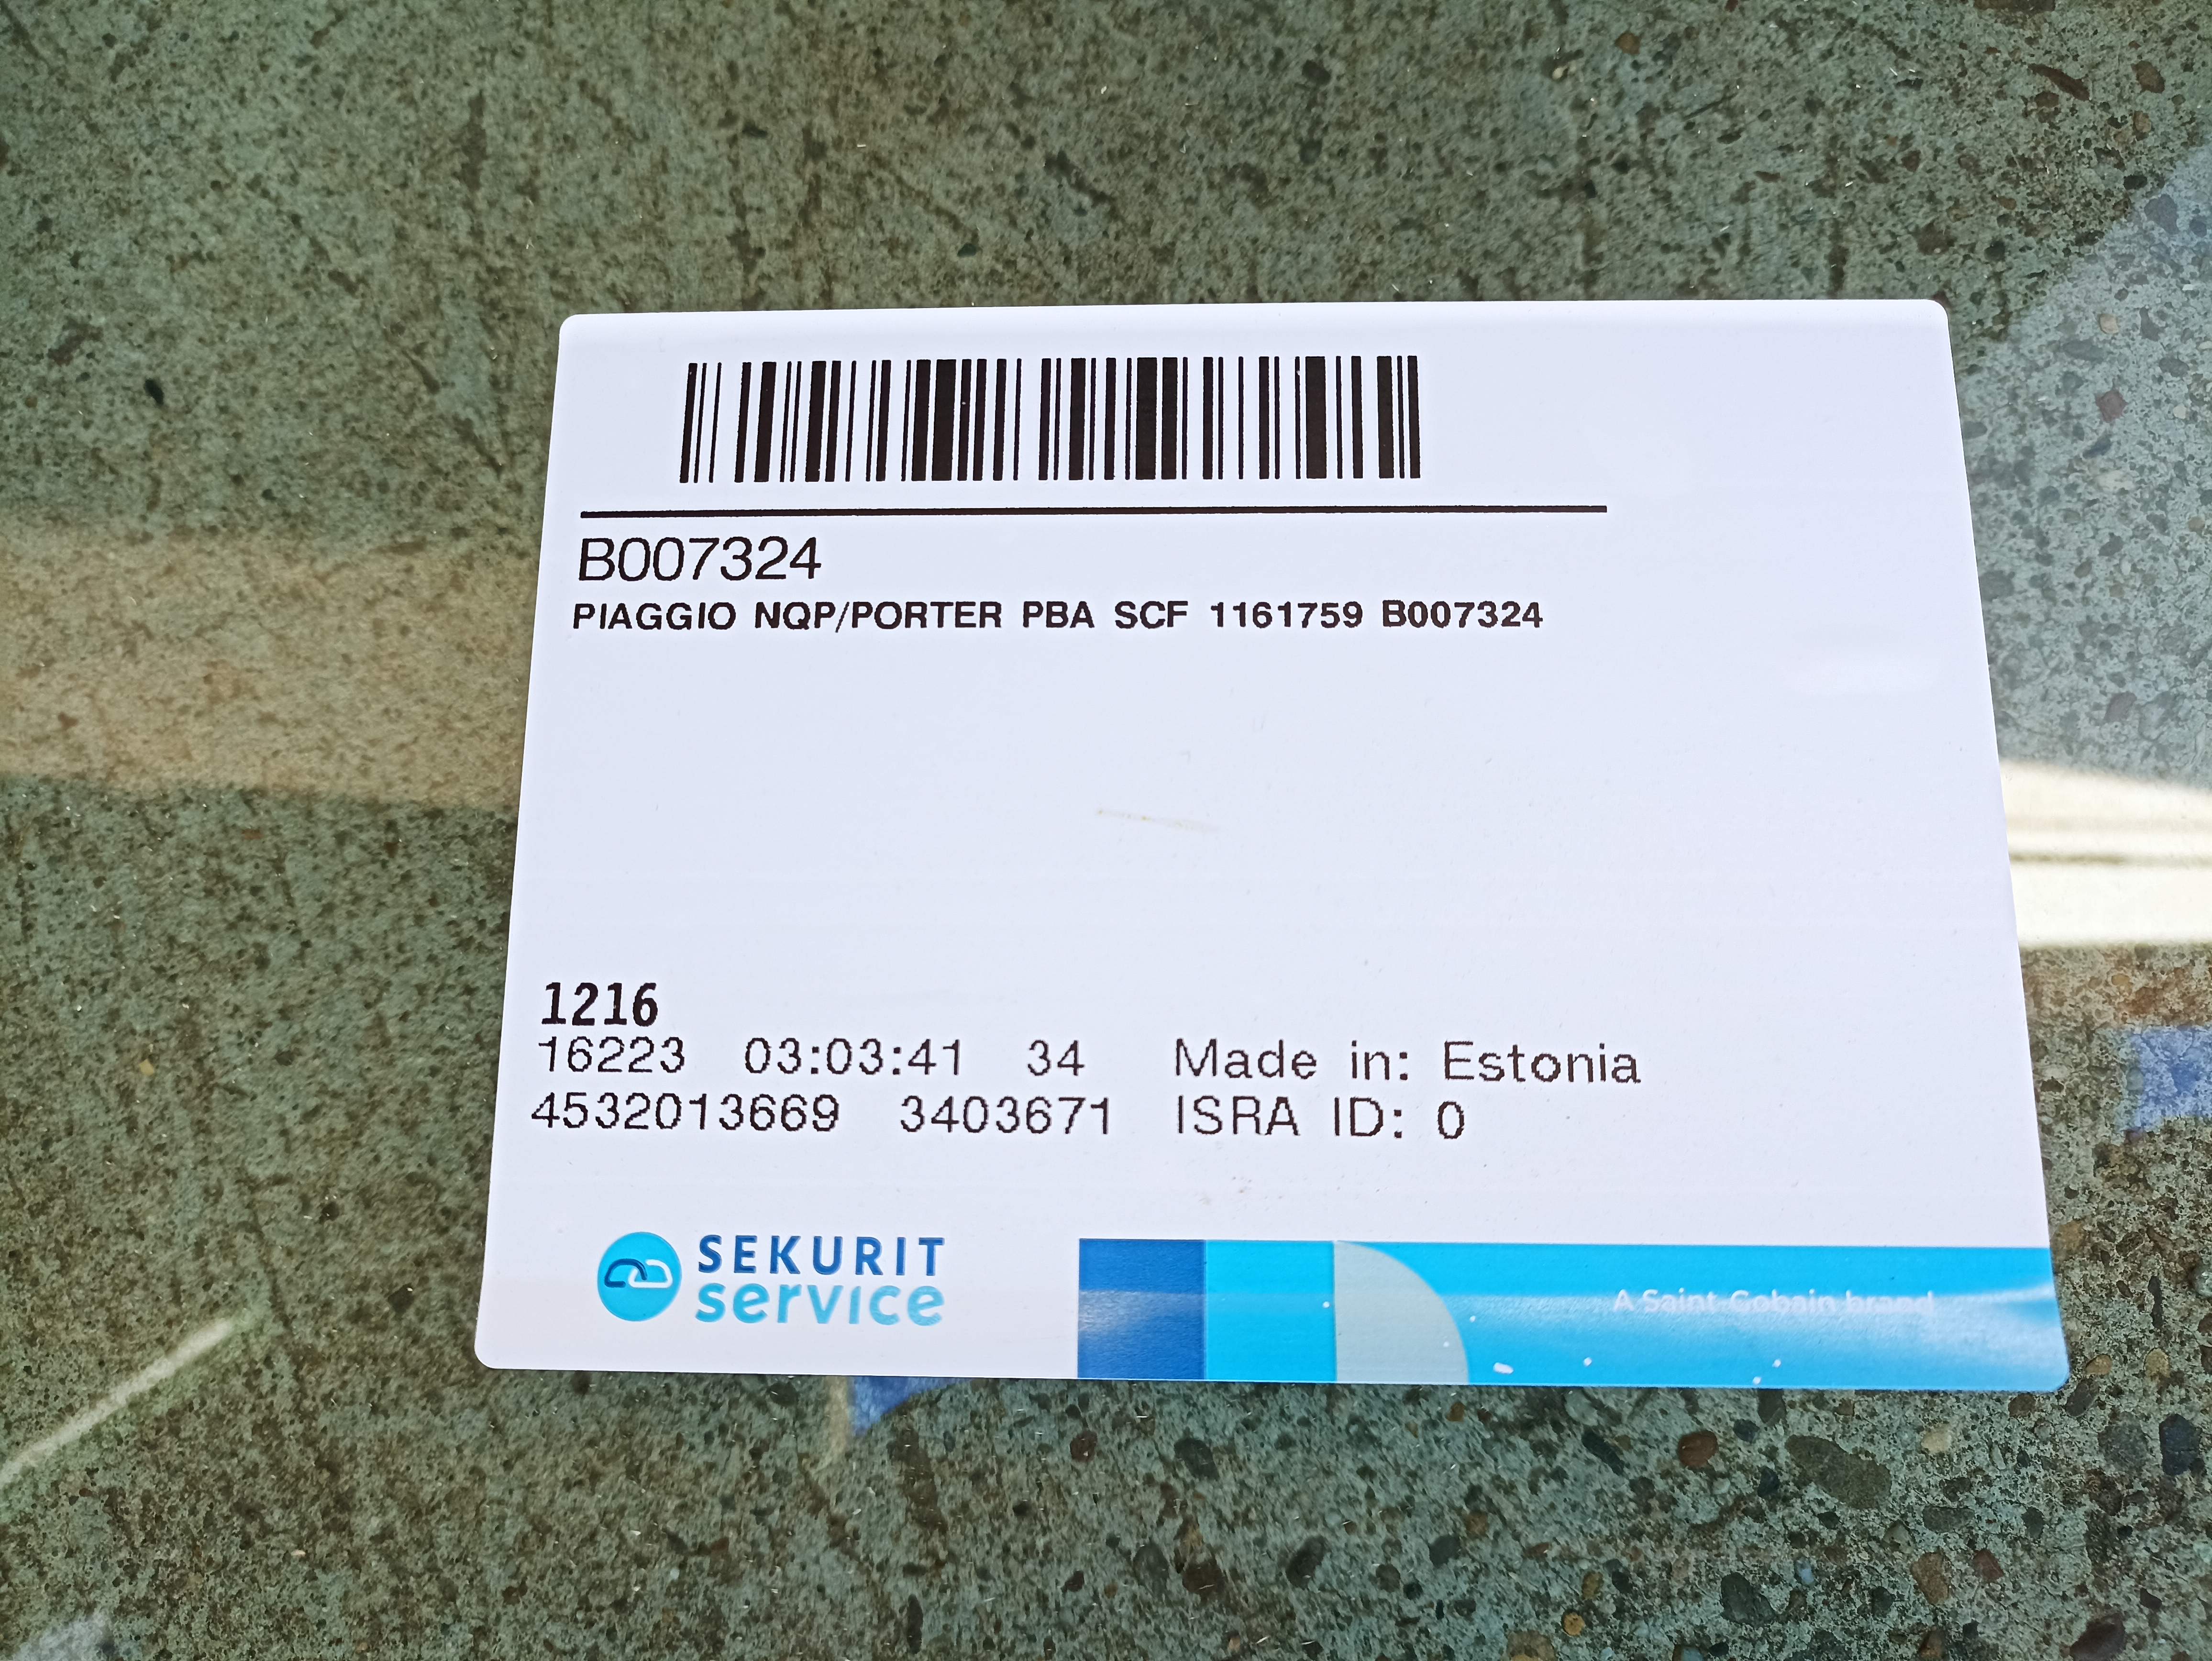 B007324
PIAGGIO NQP/PORTER PBA SCF 1161759 B007324
1216
16223 03:03:41 34 Made in: Estonia
4532013669 3403671 ISRA ID: 0
SEKURIT
service
A Saint-Gobain brand